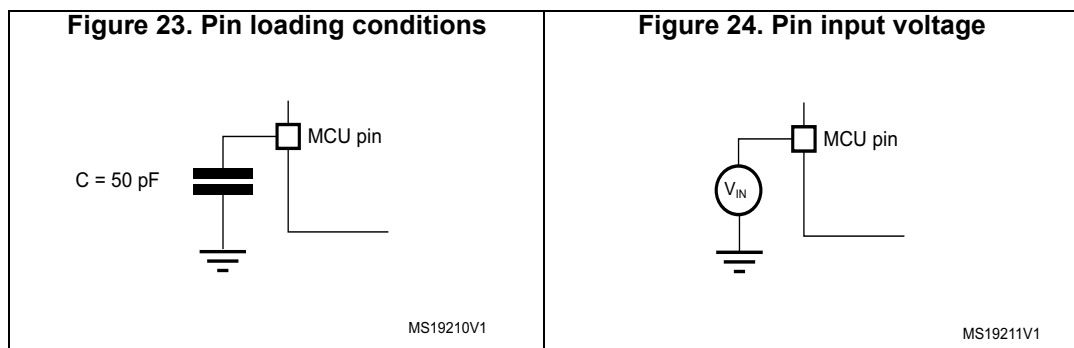 Figure 23. Pin loading conditions
MCU pin
C = 50 pF
MS19210V1
Figure 24. Pin input voltage
MCU pin
VIN
MS19211V1